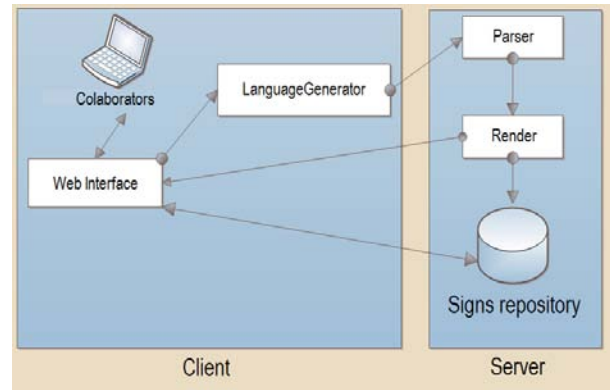 Colaborators
Web Interface
LanguageGenerator
Client
Parser
Render
Signs repository
Server